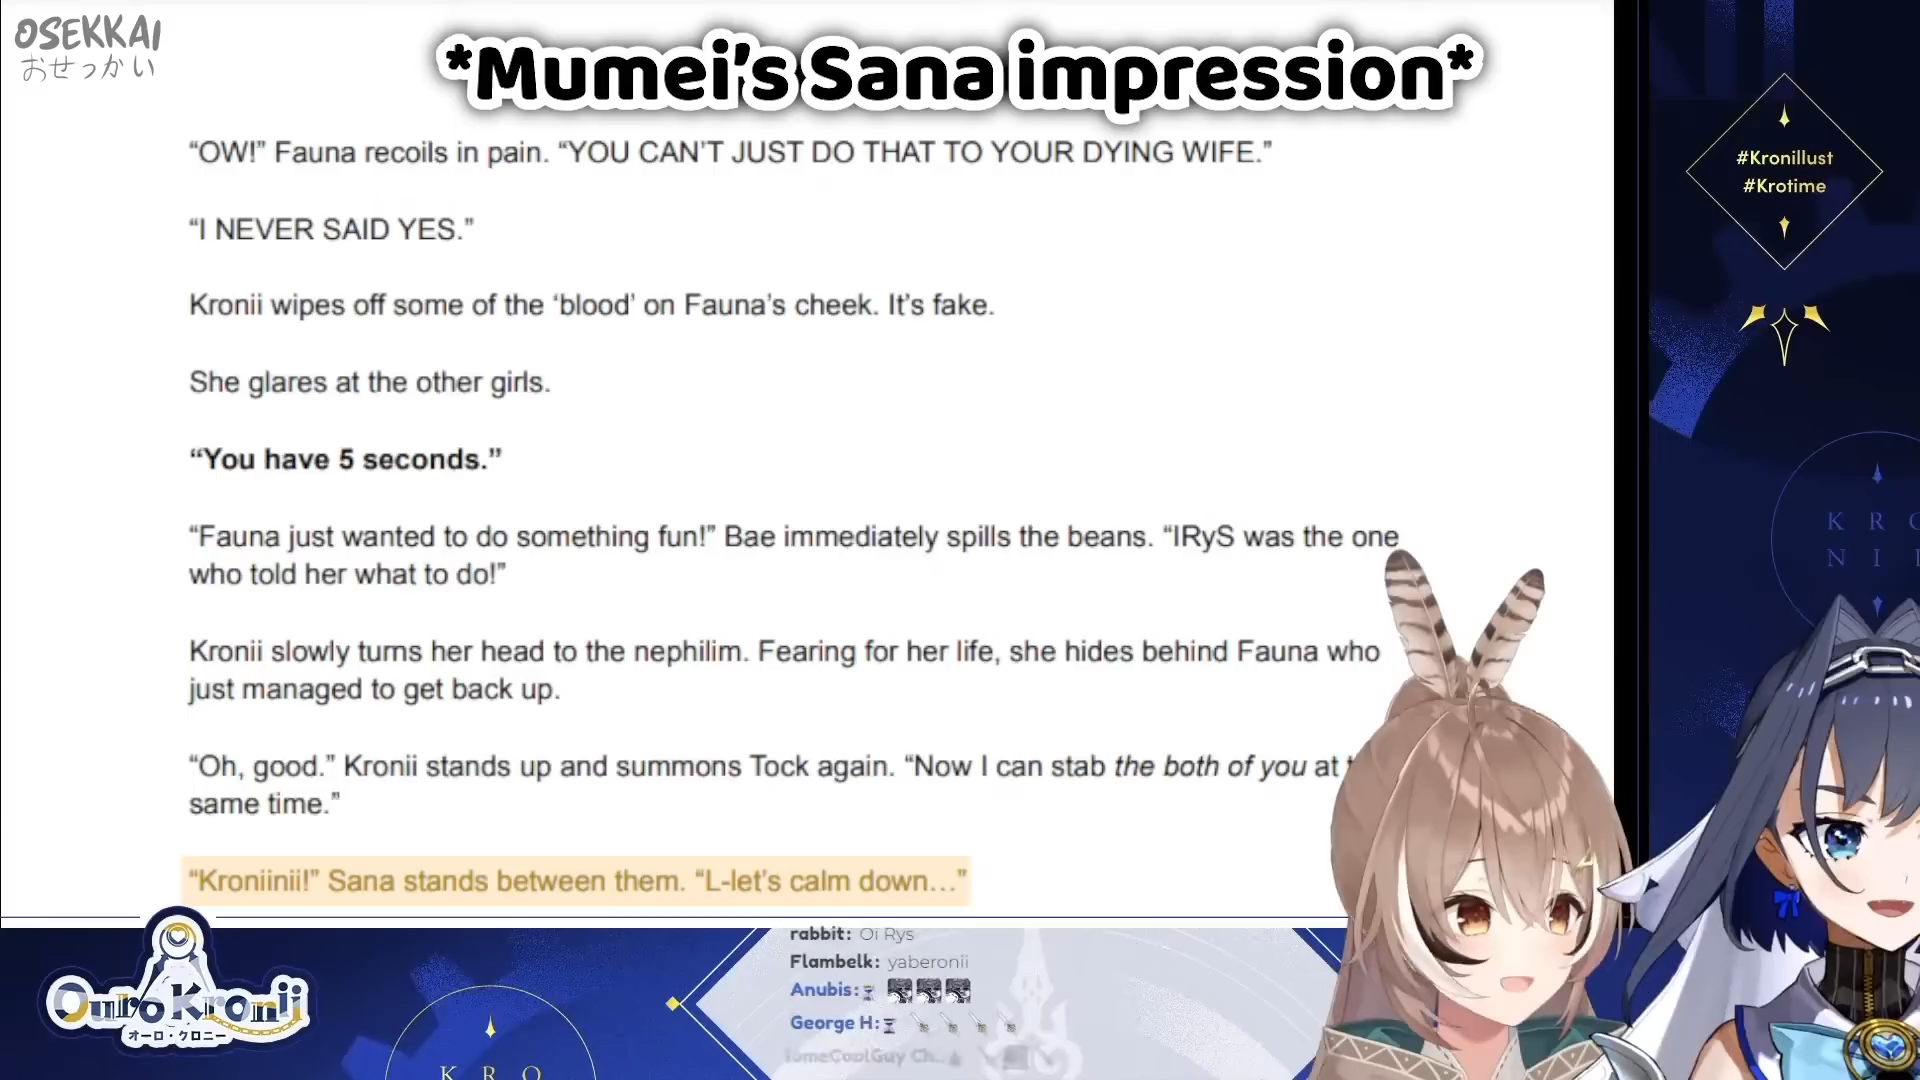 OSEKKAI
おせっかい
*Mumei's Sana impression*
“OW!” Fauna recoils in pain. “YOU CAN'T JUST DO THAT TO YOUR DYING WIFE.”
“I NEVER SAID YES.”
Kronii wipes off some of the ‘blood’ on Fauna's cheek. It's fake.
She glares at the other girls.
“You have 5 seconds.”
“Fauna just wanted to do something fun!” Bae immediately spills the beans. “IRyS was the one
who told her what to do!”
Kronii slowly turns her head to the nephilim. Fearing for her life, she hides behind Fauna who
just managed to get back up.
“Oh, good.” Kronii stands up and summons Tock again. “Now I can stab the both of you at
same time.”
“Kroniinii!” Sana stands between them. “L-let's calm down…”
#Kronillust
#Krotime
K R O
N I I
rabbit: Oi Rys
Flambelk: yaberonii
Anubis:
George H:
Ouro Kronii
オーロ・クロニー
K R O